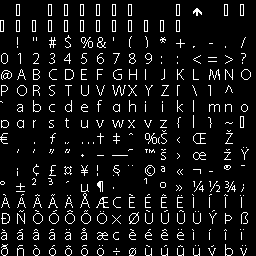 ! " # $ % & ' ( ) * + , - . /
0 1 2 3 4 5 6 7 8 9 : ; < = > ?
@ A B C D E F G H I J K L M N O
P Q R S T U V W X Y Z [ \ ] ^
` a b c d e f g h i j k l m n o
p q r s t u v w x y z { | } ~
€ ‚ ƒ „ … † ‡ ˆ ‰ Š ‹ Œ Ž
‘ ’ “ ” • – — ˜ ™ š › œ ž Ÿ
¡ ¢ £ ¤ ¥ ¦ § ¨ © ª « ¬ - ® ¯
° ± ² ³ ´ µ ¶ · ¸ ¹ º » ¼ ½ ¾ ¿
À Á Â Ã Ä Å Æ Ç È É Ê Ë Ì Í Î Ï
Ð Ñ Ò Ó Ô Õ Ö × Ø Ù Ú Û Ü Ý Þ ß
à á â ã ä å æ ç è é ê ë ì í î ï
ð ñ ò ó ô õ ö ÷ ø ù ú û ü ý þ ÿ